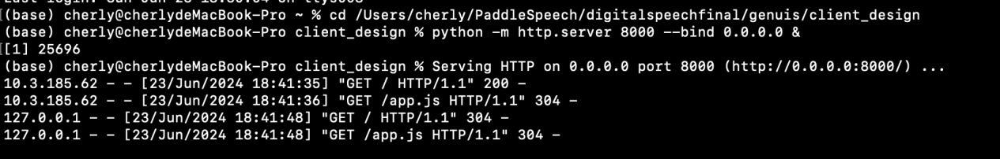 (base) cherly@cherlydeMacBook-Pro ~ % cd /Users/cherly/PaddleSpeech/digitalspeechfinal/genuis/client_design
(base) cherly@cherlydeMacBook-Pro client_design % python -m http.server 8000 --bind 0.0.0.0 &
[1] 25696
(base) cherly@cherlydeMacBook-Pro client_design % Serving HTTP on 0.0.0.0 port 8000 (http://0.0.0.0:8000/) ...
10.3.185.62 - - [23/Jun/2024 18:41:35] "GET / HTTP/1.1" 200 -
10.3.185.62 - - [23/Jun/2024 18:41:36] "GET /app.js HTTP/1.1" 304 -
127.0.0.1 - - [23/Jun/2024 18:41:48] "GET / HTTP/1.1" 304 -
127.0.0.1 - - [23/Jun/2024 18:41:48] "GET /app.js HTTP/1.1" 304 -